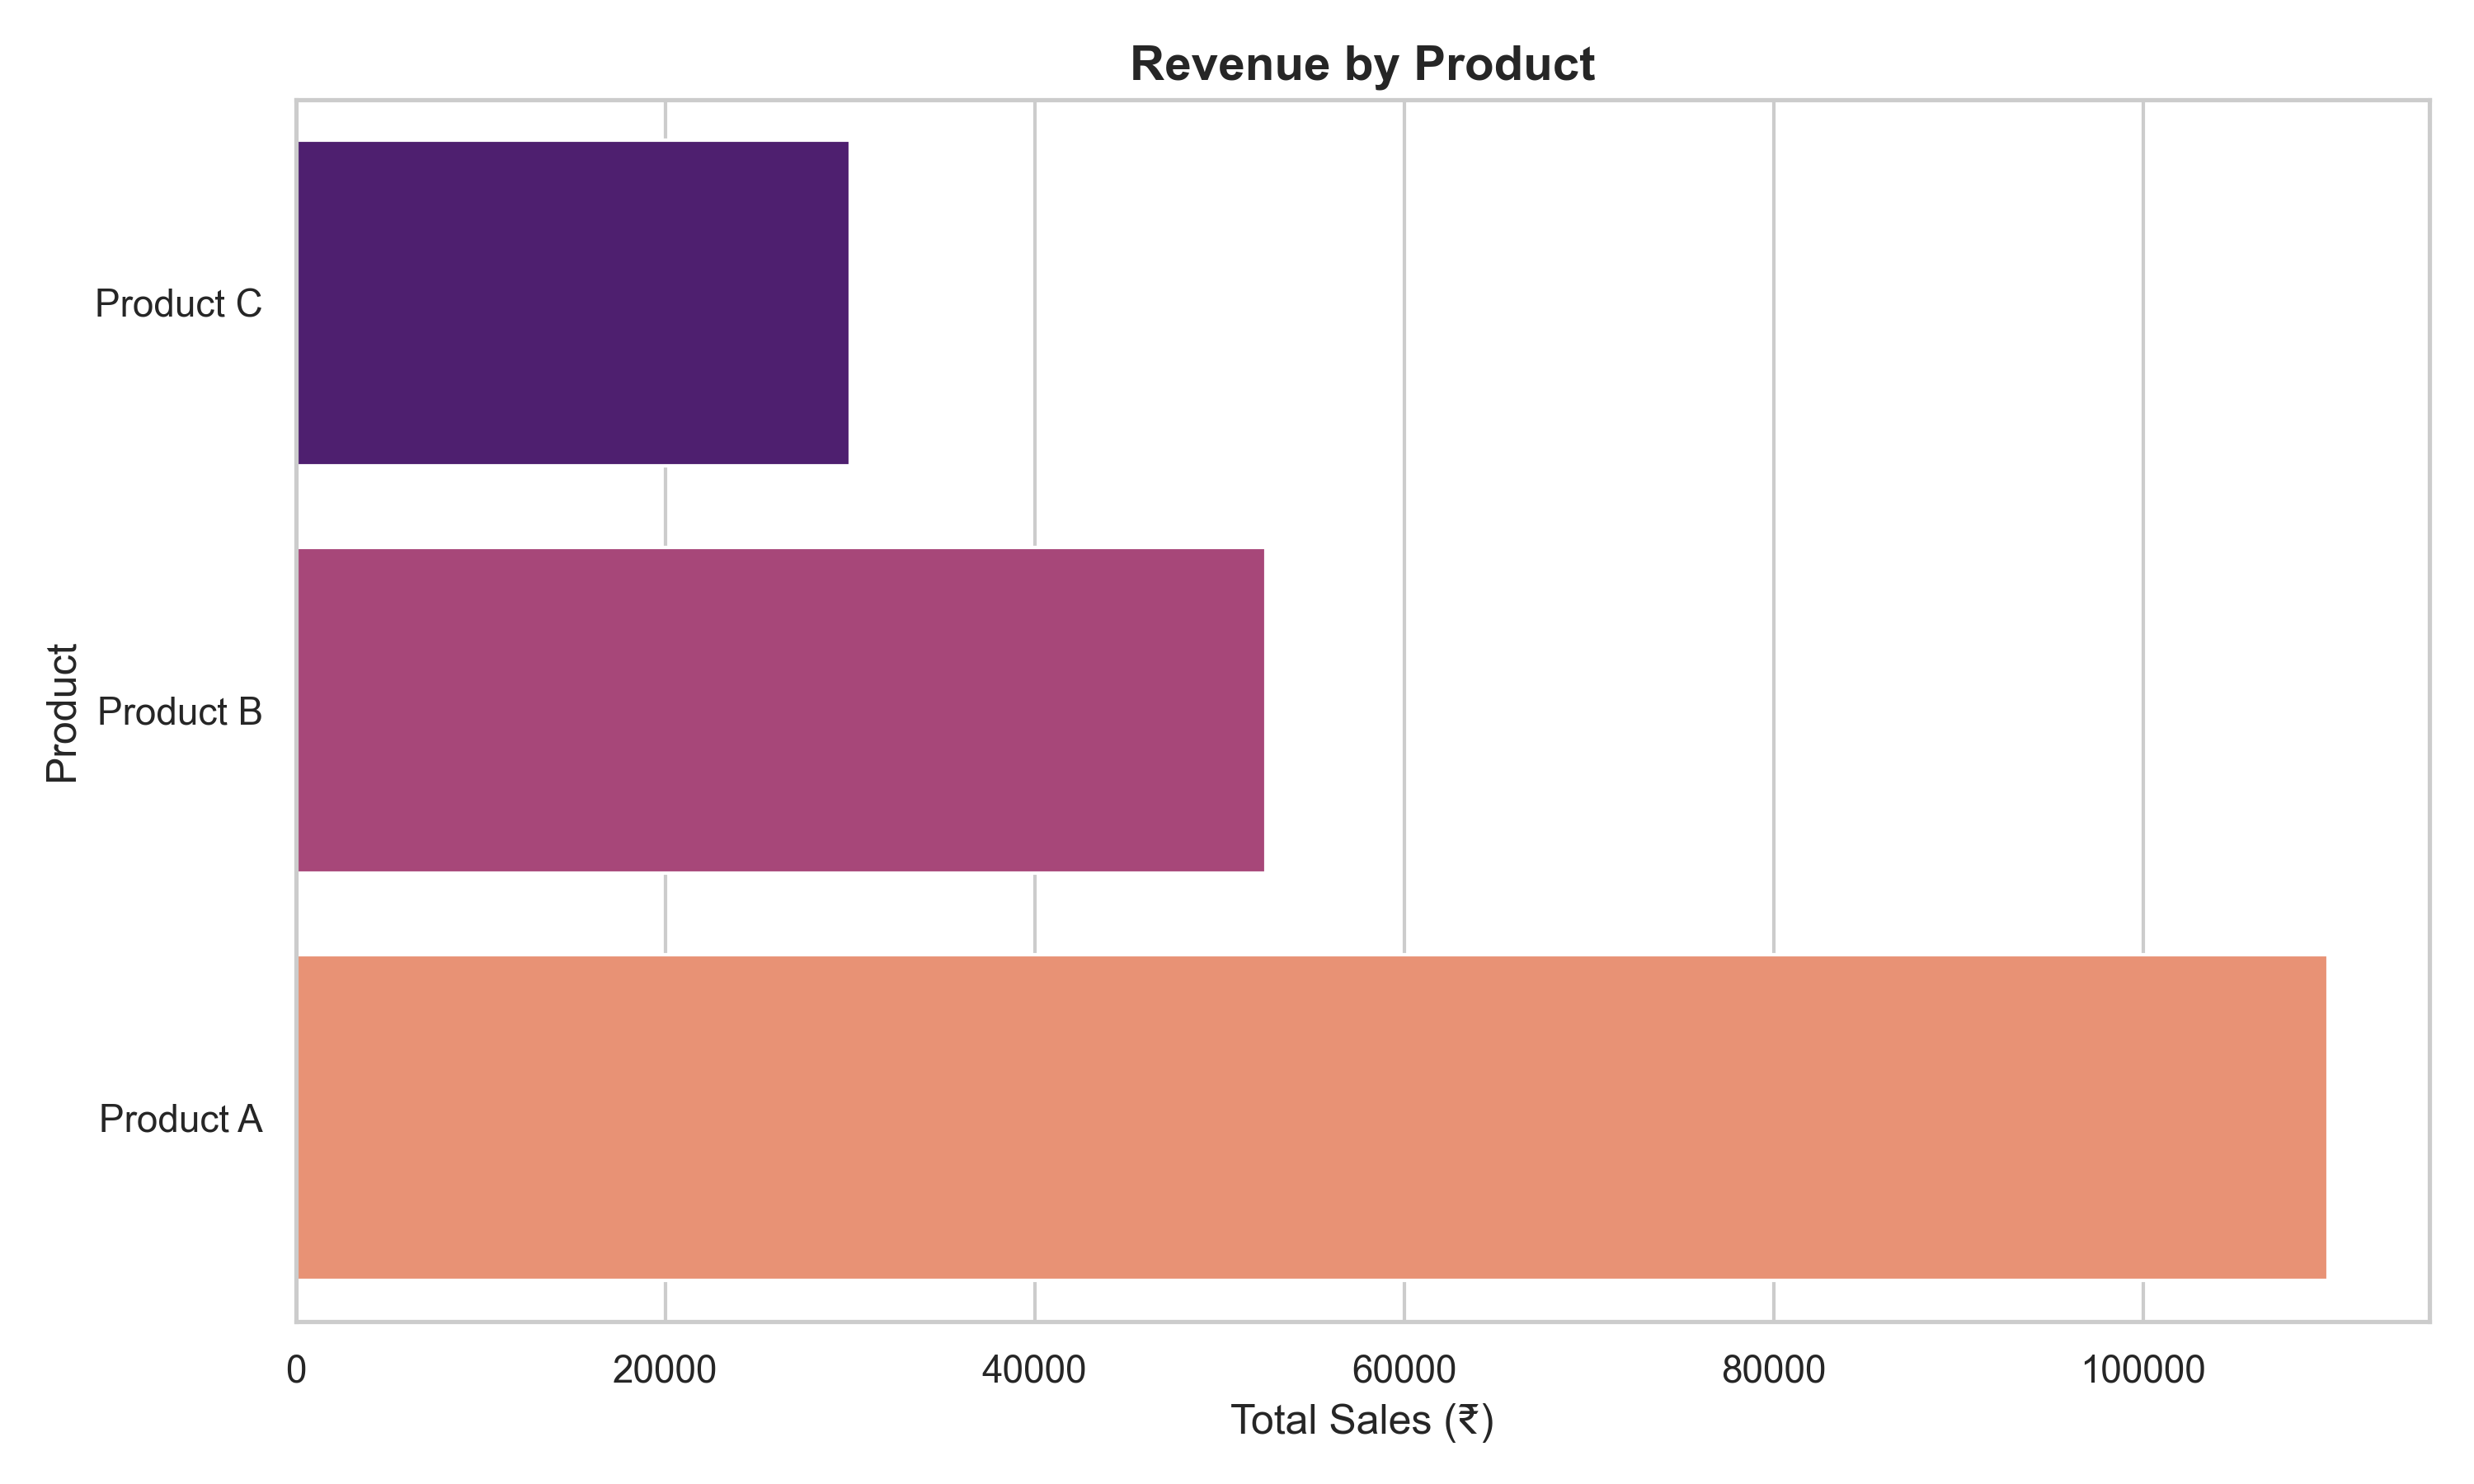 Revenue by Product
Product
Product C
Product B
Product A
0 20000 40000 60000 80000 100000
Total Sales (₹)